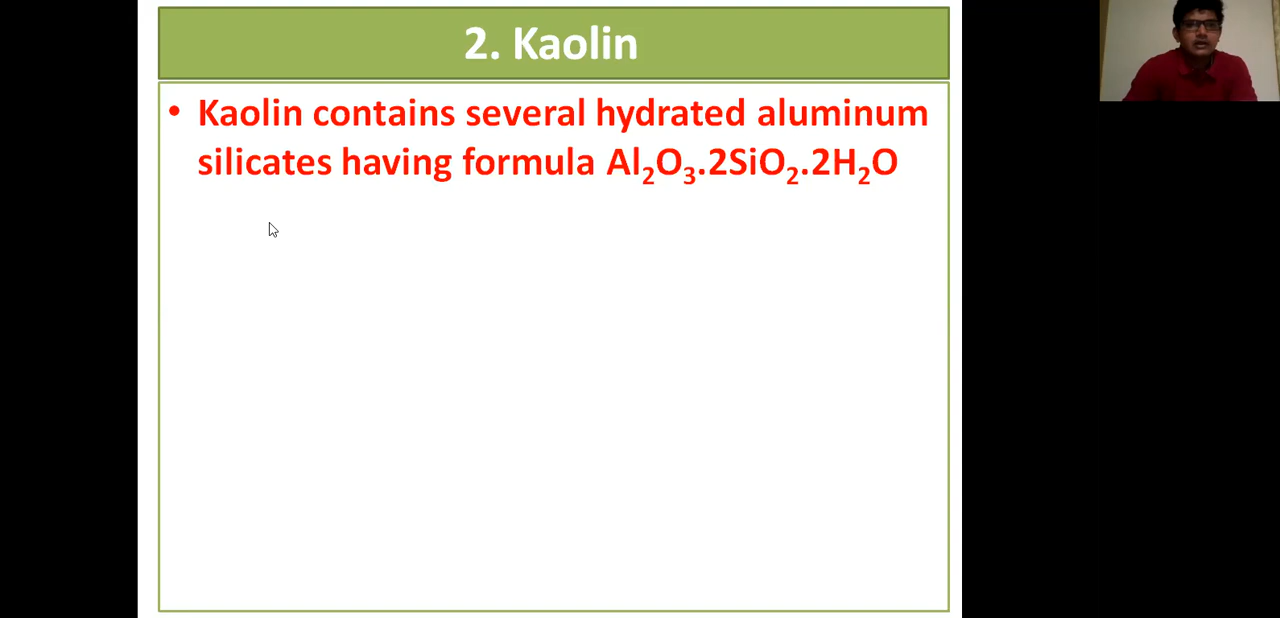 2. Kaolin
• Kaolin contains several hydrated aluminum
silicates having formula Al₂O₃.2SiO₂.2H₂O